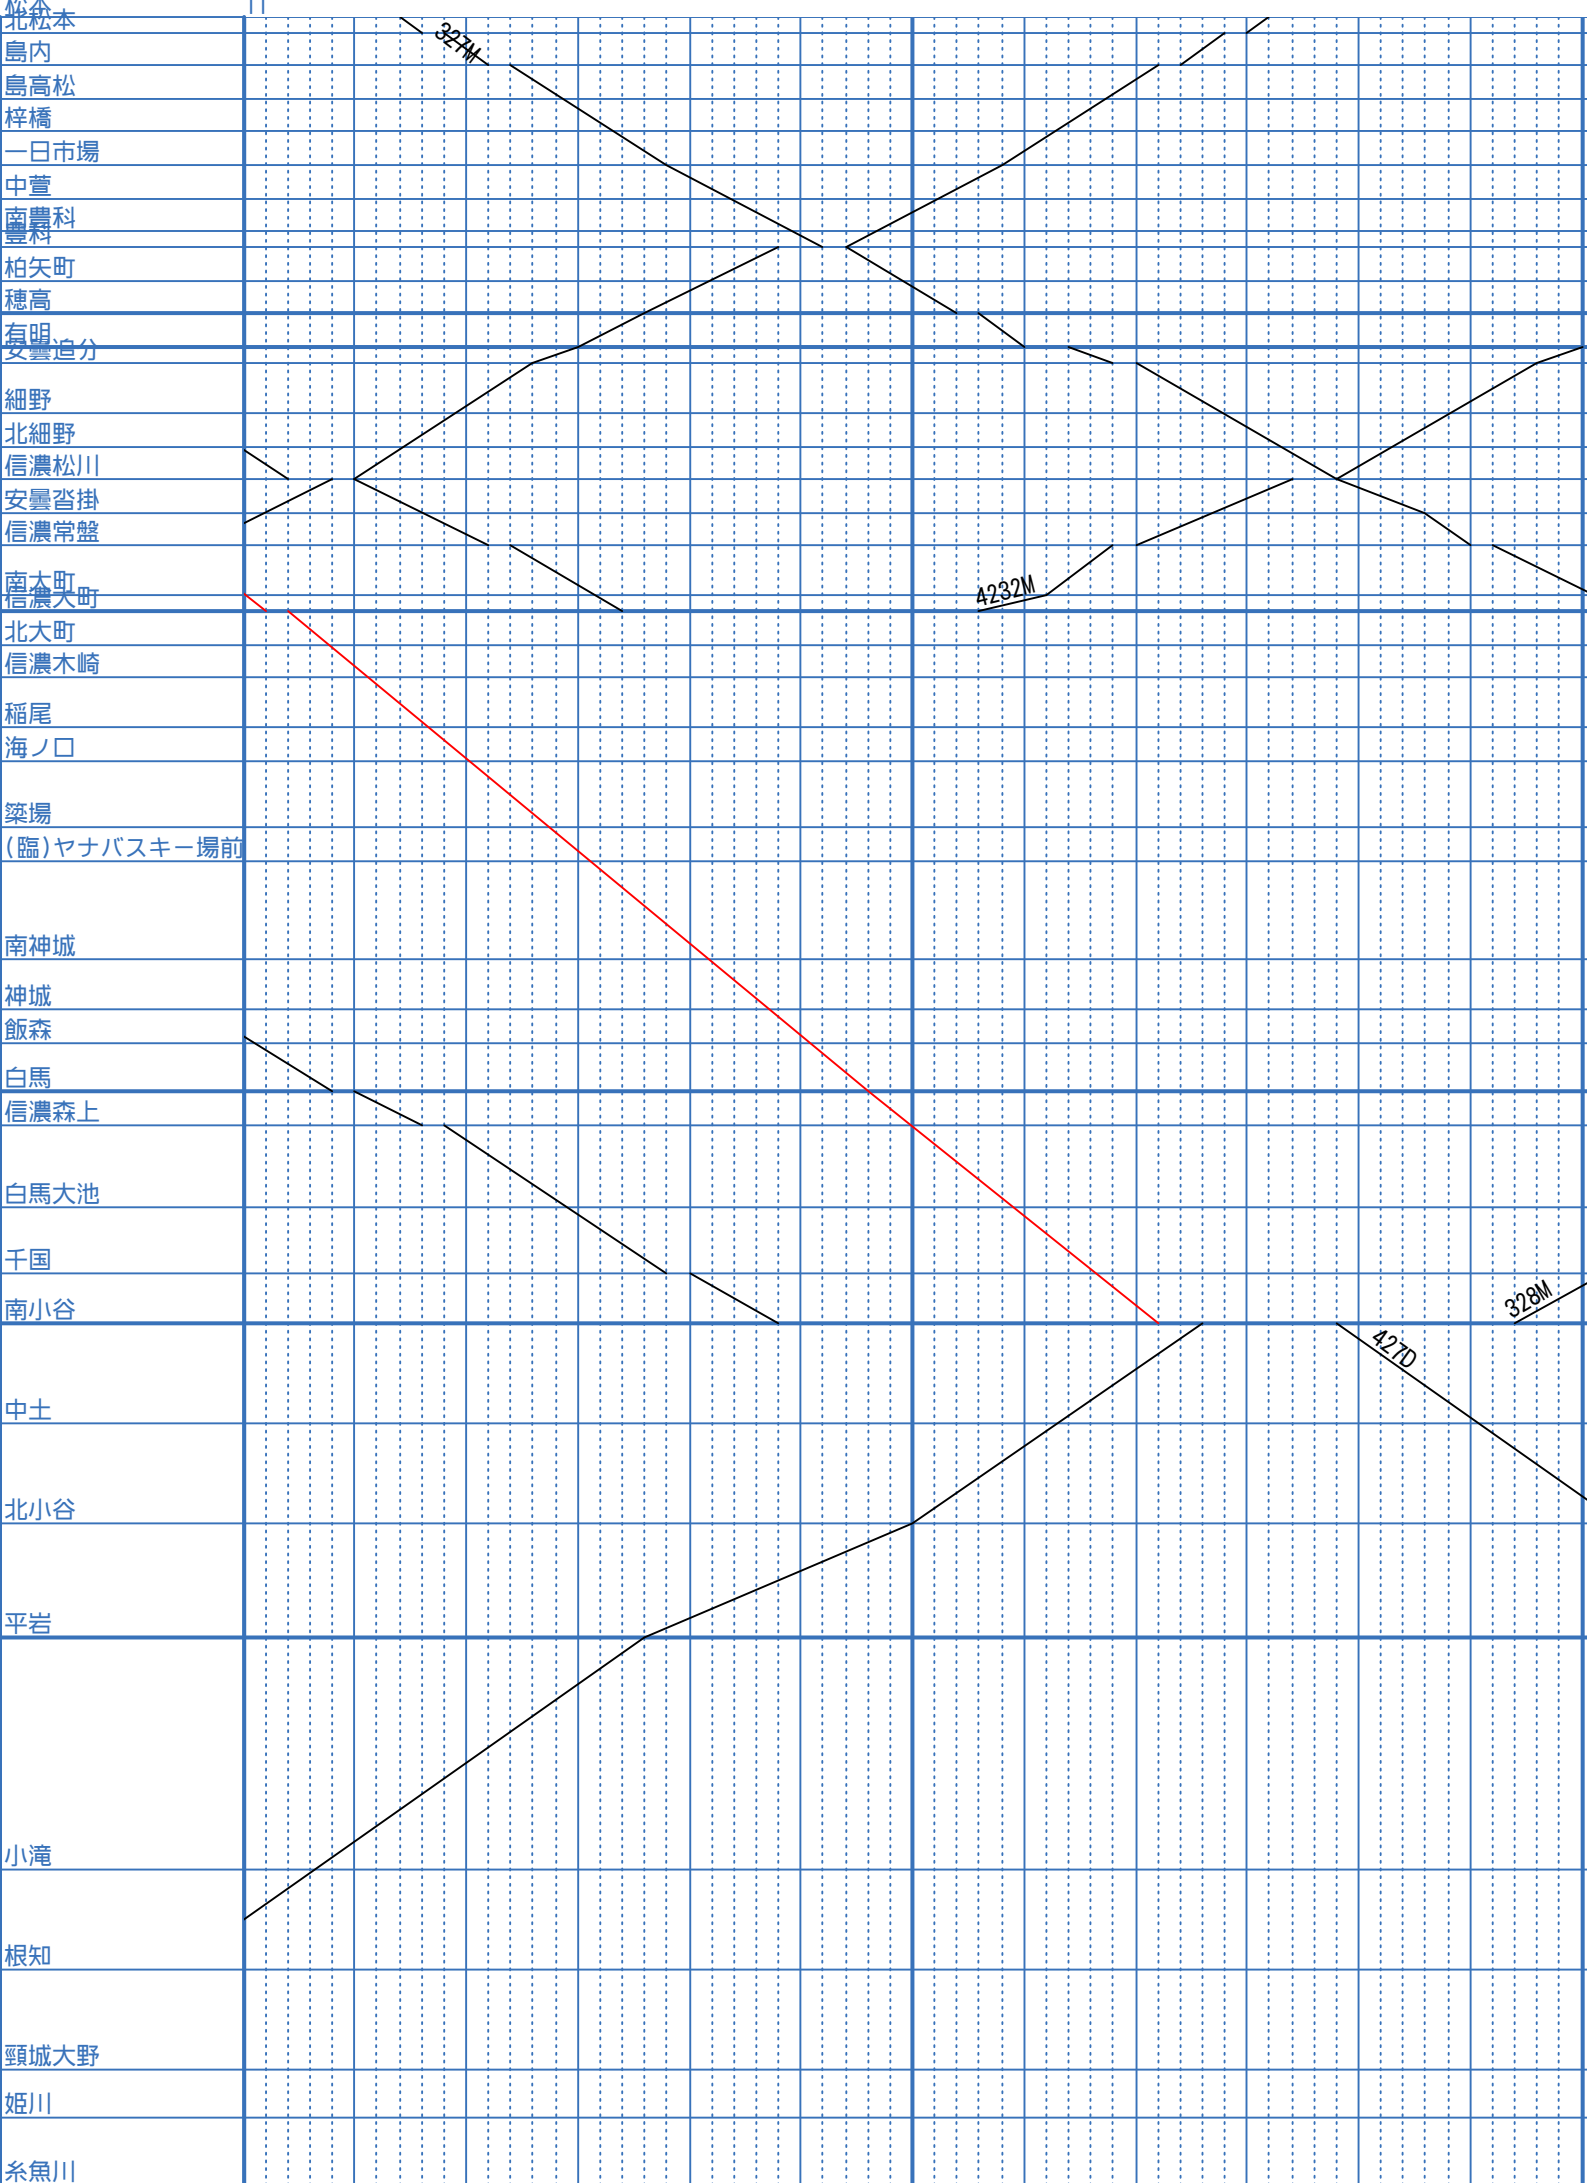 松本
11
北松本
327M
島内
島高松
梓橋
一日市場
中萱
南豊科
豊科
柏矢町
穂高
有明
安曇追分
細野
北細野
信濃松川
安曇沓掛
信濃常盤
南大町
信濃大町
4232M
北大町
信濃木崎
稲尾
海ノ口
簗場
(臨)ヤナバスキー場前
南神城
神城
飯森
白馬
信濃森上
白馬大池
千国
南小谷
328M
427D
中土
北小谷
平岩
小滝
根知
頸城大野
姫川
糸魚川